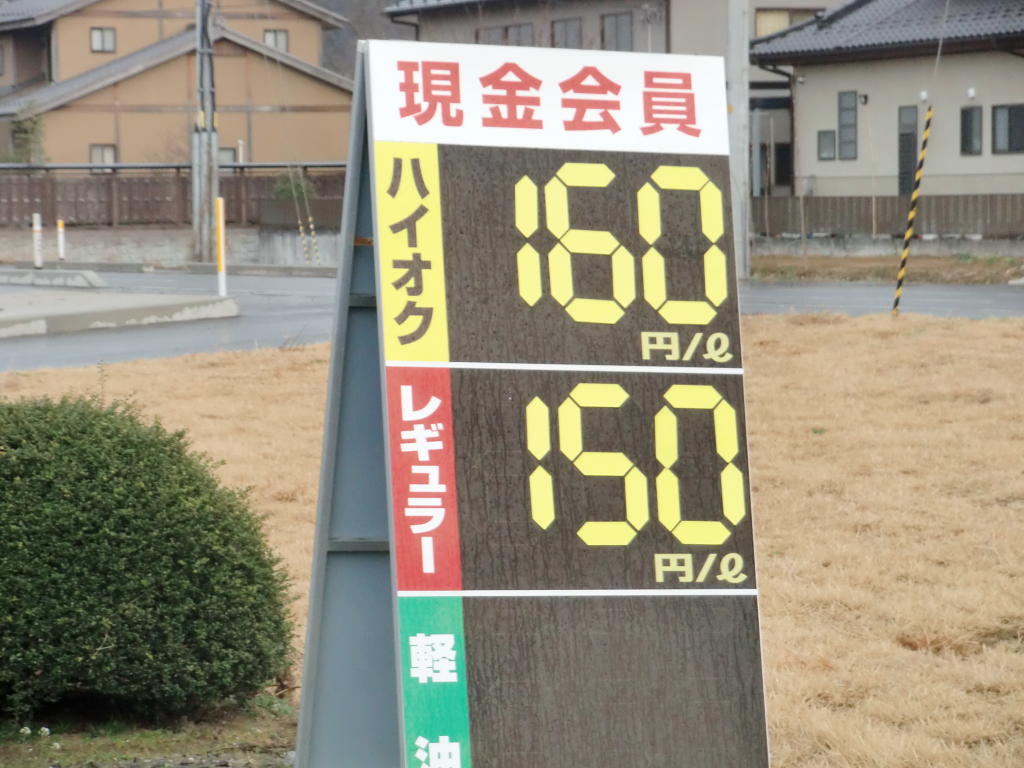 現金会員
ハイオク
160
円/ℓ
レギュラー
150
円/ℓ
軽油